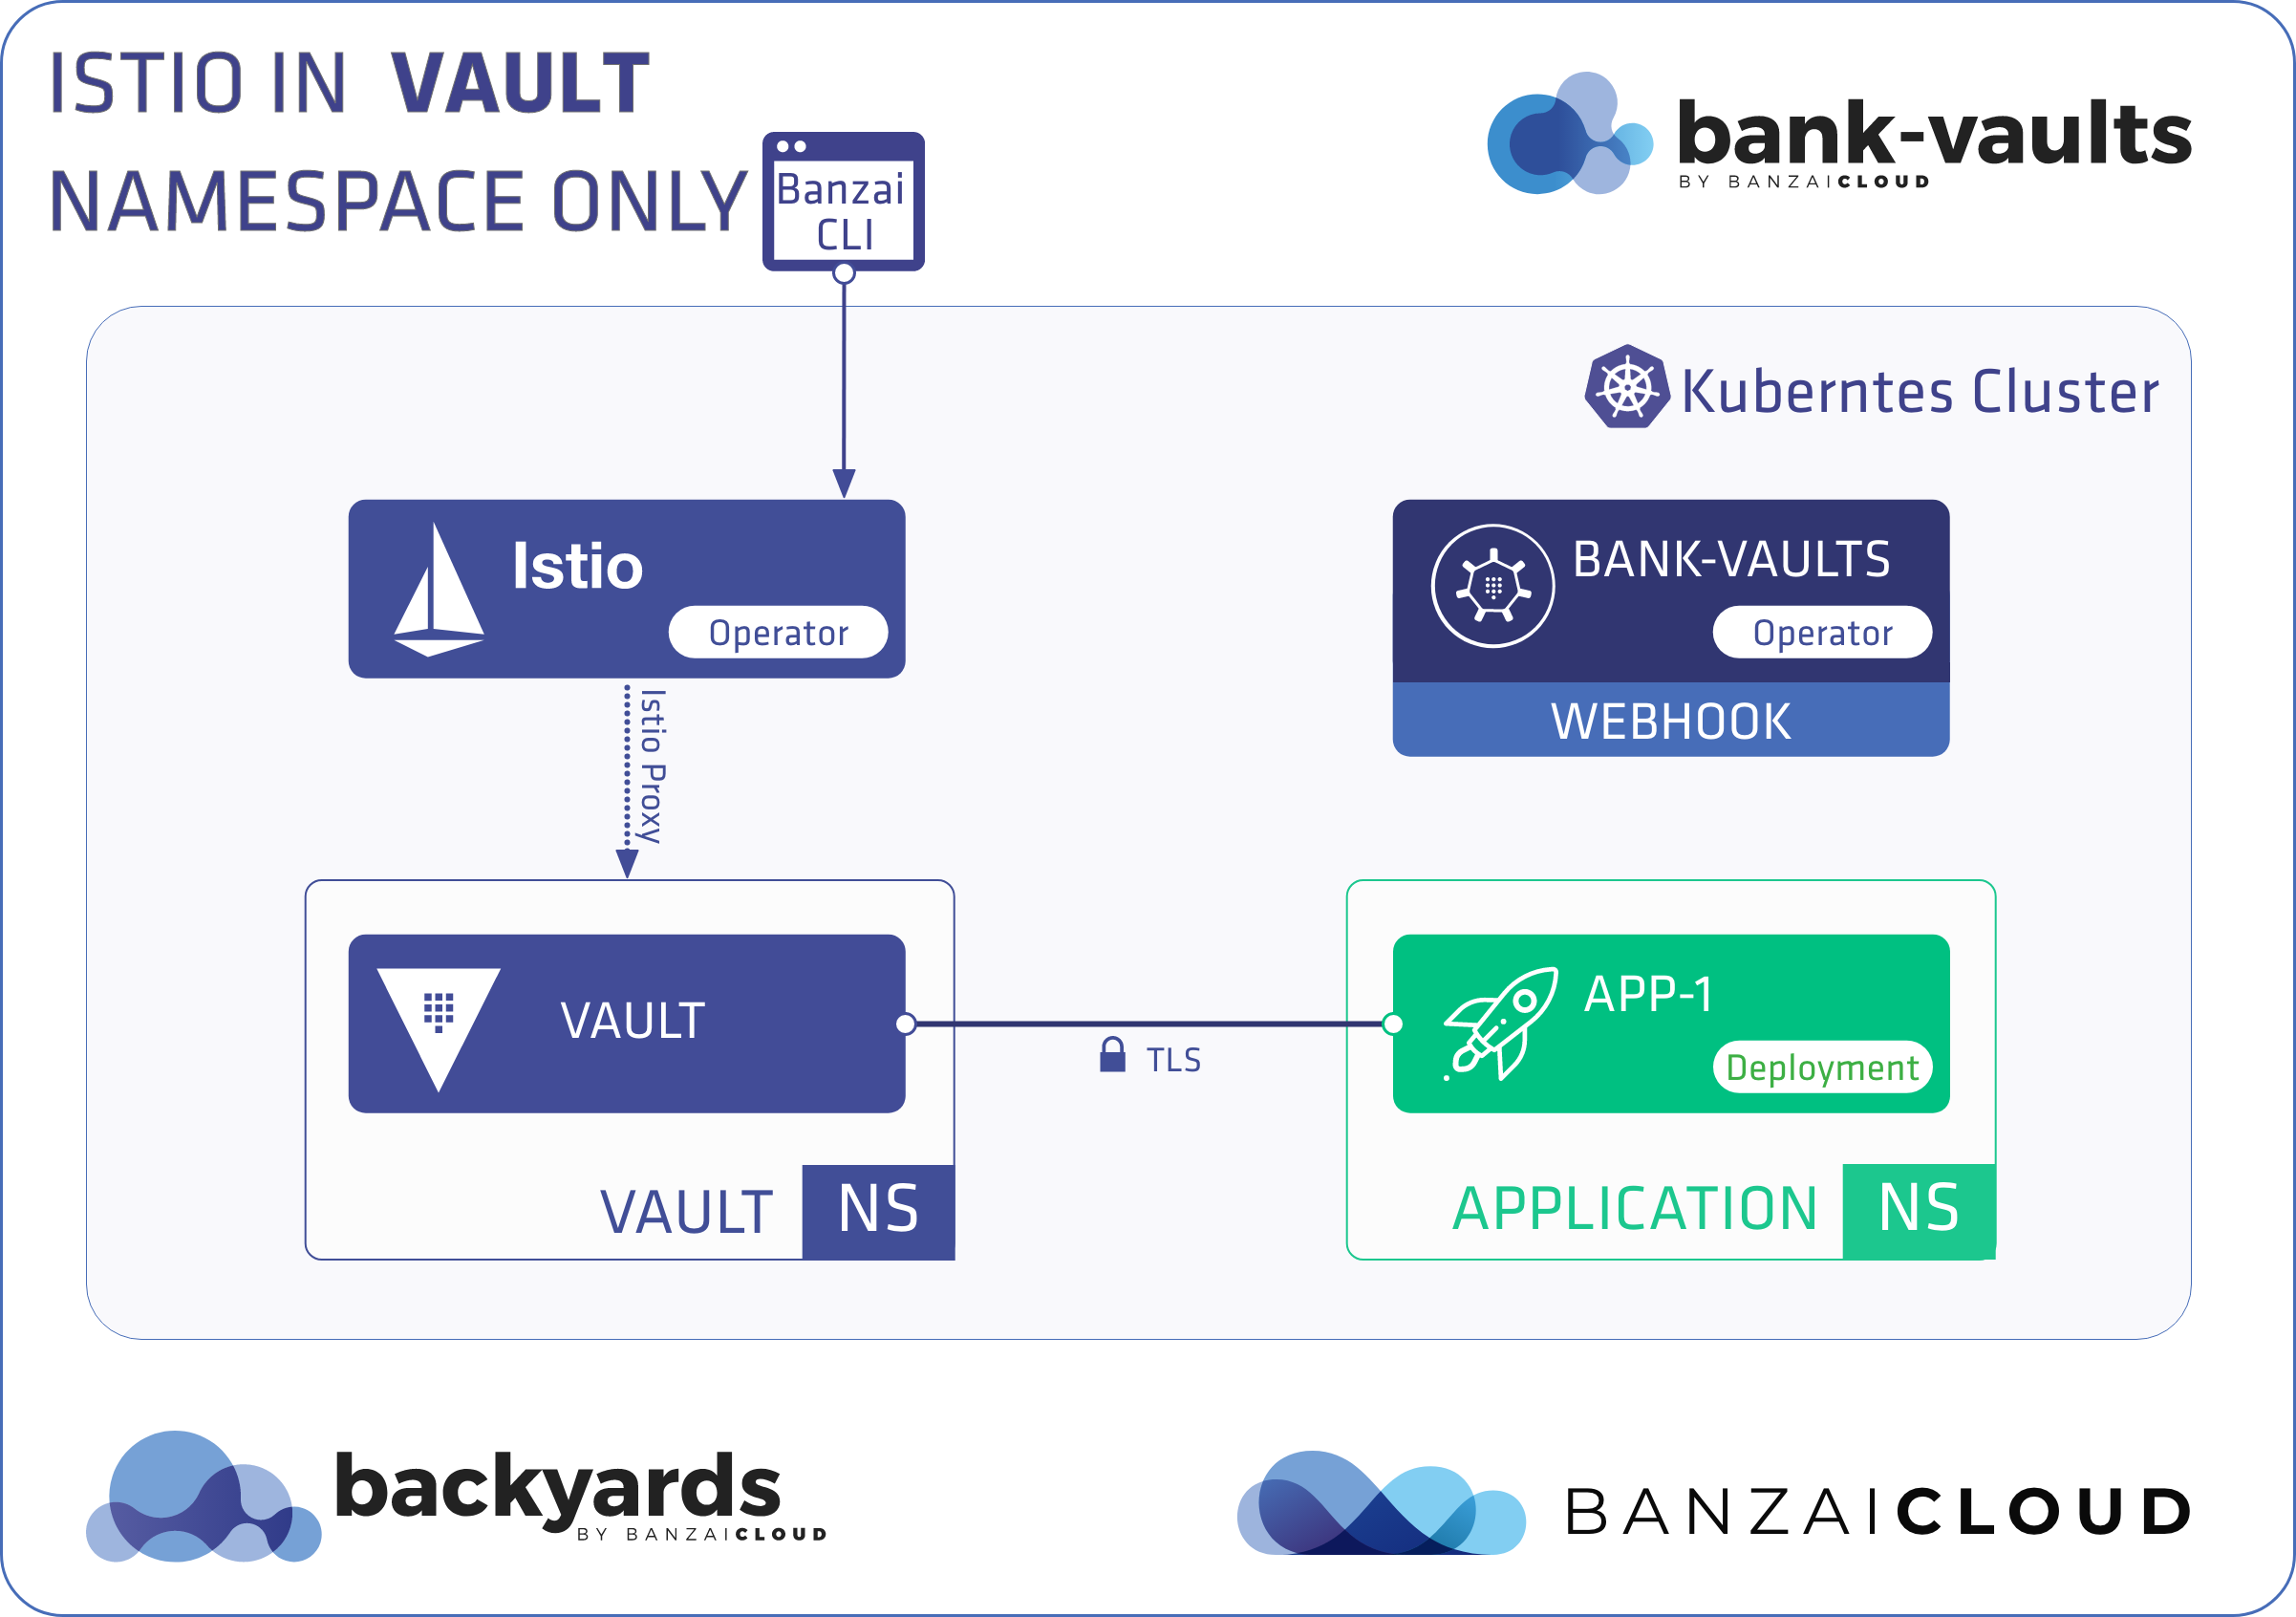 ISTIO IN VAULT
NAMESPACE ONLY
Banzai
CLI
bank-vaults
BY BANZAICLOUD
Kuberntes Cluster
Istio
Operator
BANK-VAULTS
Operator
WEBHOOK
Istio Proxy
VAULT
TLS
APP-1
Deployment
VAULT NS
APPLICATION NS
backyards
BY BANZAICLOUD
BANZAICLOUD